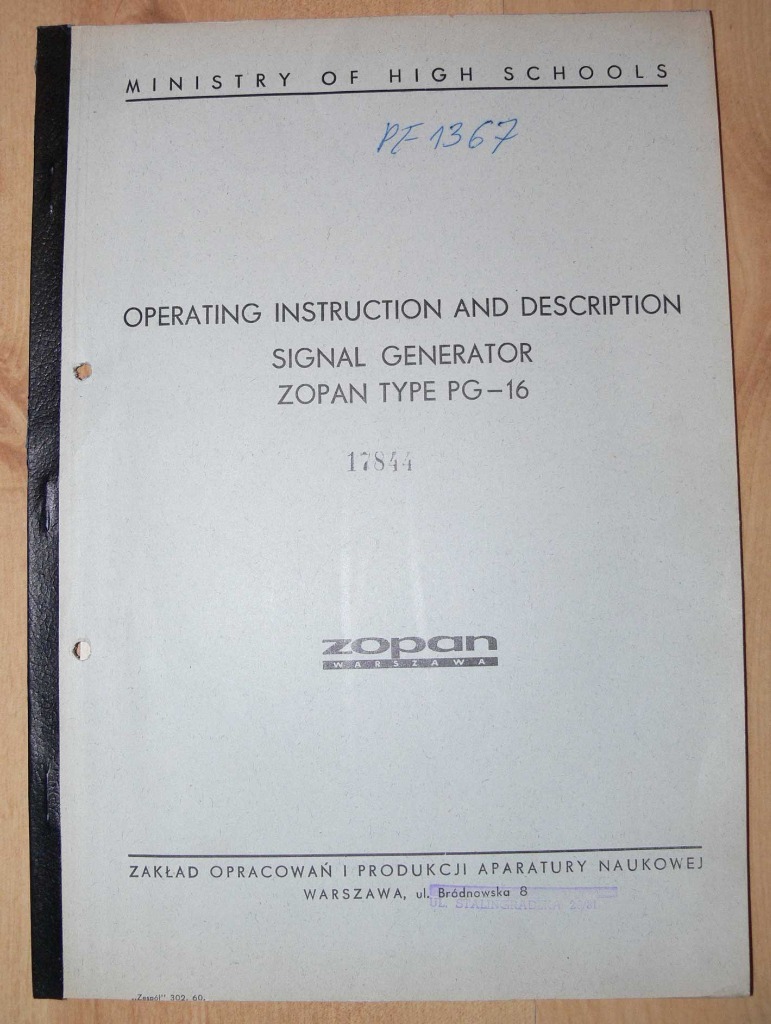 MINISTRY OF HIGH SCHOOLS
PF 1367
OPERATING INSTRUCTION AND DESCRIPTION
SIGNAL GENERATOR
ZOPAN TYPE PG-16
17844
zopan
WARSZAWA
ZAKŁAD OPRACOWAŃ I PRODUKCJI APARATURY NAUKOWEJ
WARSZAWA, ul. Bródnowska 8
„Zespół" 302. 60.